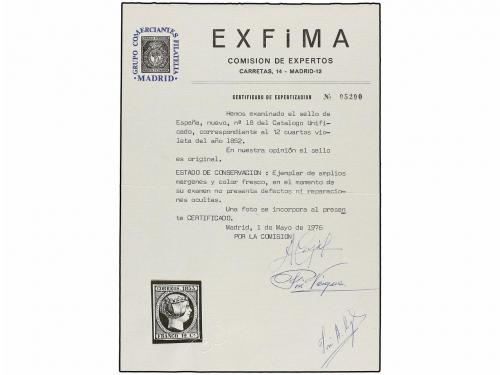 GRUPO COMERCIANTES FILATELIA
MADRID
EXFiMA
COMISION DE EXPERTOS
CARRETAS, 14 - MADRID-12
CERTIFICADO DE EXPERTIZACION Nº 05290
Hemos examinado el sello de
España, nuevo, nº 18 del Catalogo Unifi-
cado, correspondiente al 12 cuartos vio-
leta del año 1852.
En nuestra opinión el sello
es original.
ESTADO DE CONSERVACION : Ejemplar de amplios
margenes y color fresco, en el momento de
su examen no presenta defectos ni reparacio-
nes ocultas.
Una foto se incorpora al presen
te CERTIFICADO.
Madrid, 1 de Mayo de 1976
POR LA COMISION
CORREOS 1853.
FRANCO 12 Cs.